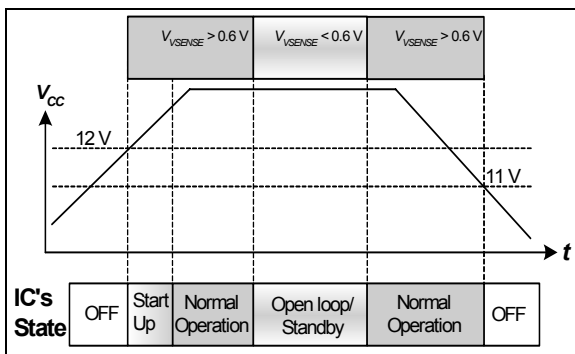 V_VSENSE > 0.6 V
V_VSENSE < 0.6 V
V_VSENSE > 0.6 V
V_CC
12 V
11 V
t
IC's
State
OFF
Start
Up
Normal
Operation
Open loop/
Standby
Normal
Operation
OFF